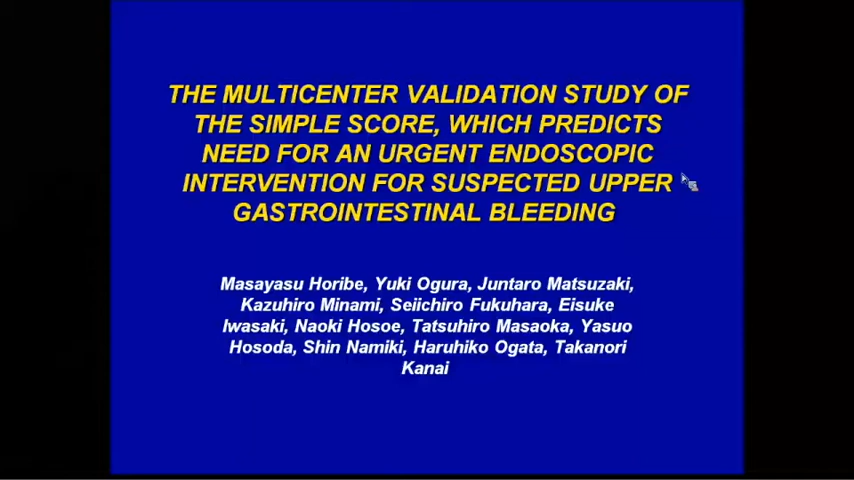 THE MULTICENTER VALIDATION STUDY OF
THE SIMPLE SCORE, WHICH PREDICTS
NEED FOR AN URGENT ENDOSCOPIC
INTERVENTION FOR SUSPECTED UPPER
GASTROINTESTINAL BLEEDING
Masayasu Horibe, Yuki Ogura, Juntaro Matsuzaki,
Kazuhiro Minami, Seiichiro Fukuhara, Eisuke
Iwasaki, Naoki Hosoe, Tatsuhiro Masaoka, Yasuo
Hosoda, Shin Namiki, Haruhiko Ogata, Takanori
Kanai